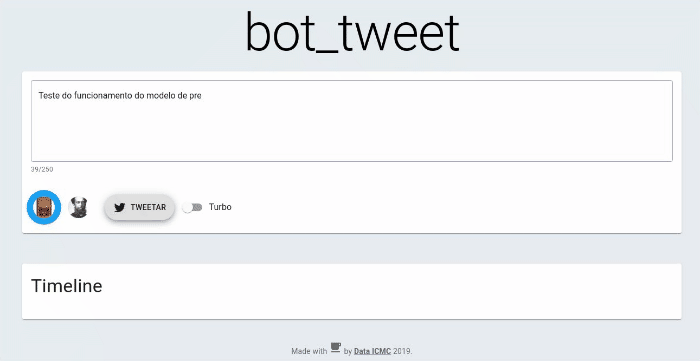 bot_tweet
Teste do funcionamento do modelo de pre
39/250
TWEETAR Turbo
Timeline
Made with by Data ICMC 2019.